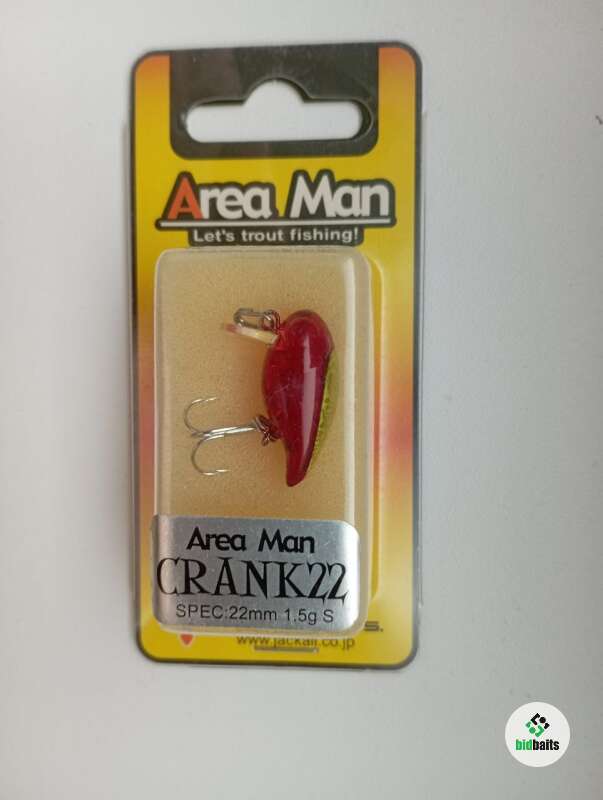 Area Man
Let's trout fishing!
Area Man
CRANK22
SPEC:22mm 1.5g S
www.jackall.co.jp
bidbaits